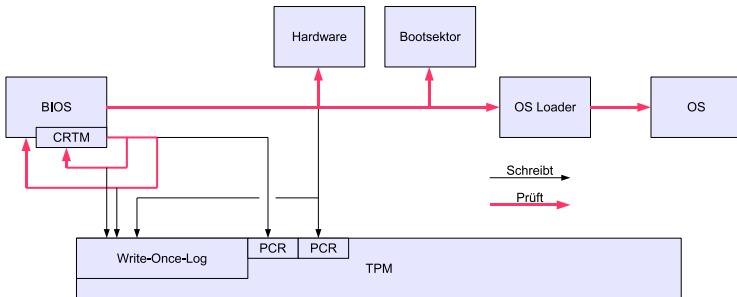 Hardware
Bootsektor
BIOS
CRTM
OS Loader
OS
Schreibt
Prüft
Write-Once-Log
PCR
PCR
TPM